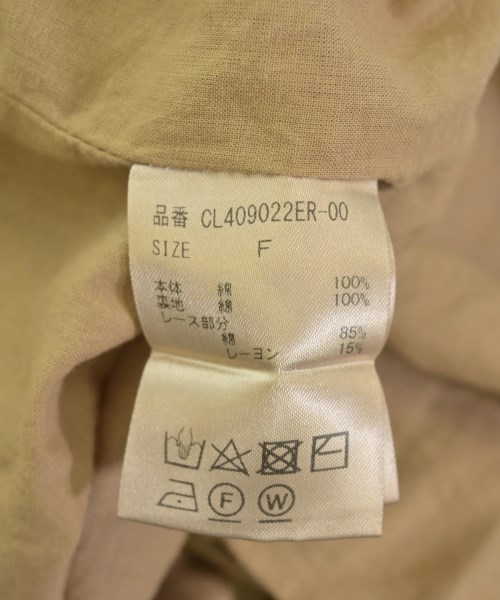 品番 CL409022ER-00
SIZE F
本体 綿 100%
裏地 綿 100%
レース部分
綿 85%
レーヨン 15%
F W